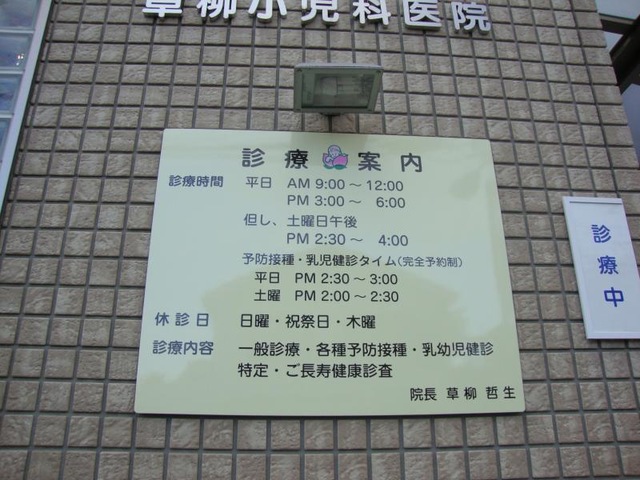 草柳小児科医院
診療案内
診療時間 平日 AM 9:00～12:00
PM 3:00～ 6:00
但し、土曜日午後
PM 2:30～ 4:00
予防接種・乳児健診タイム(完全予約制)
平日 PM 2:30～3:00
土曜 PM 2:00～2:30
休診日 日曜・祝祭日・木曜
診療内容 一般診療・各種予防接種・乳幼児健診
特定・ご長寿健康診査
院長 草柳 哲生
診療中